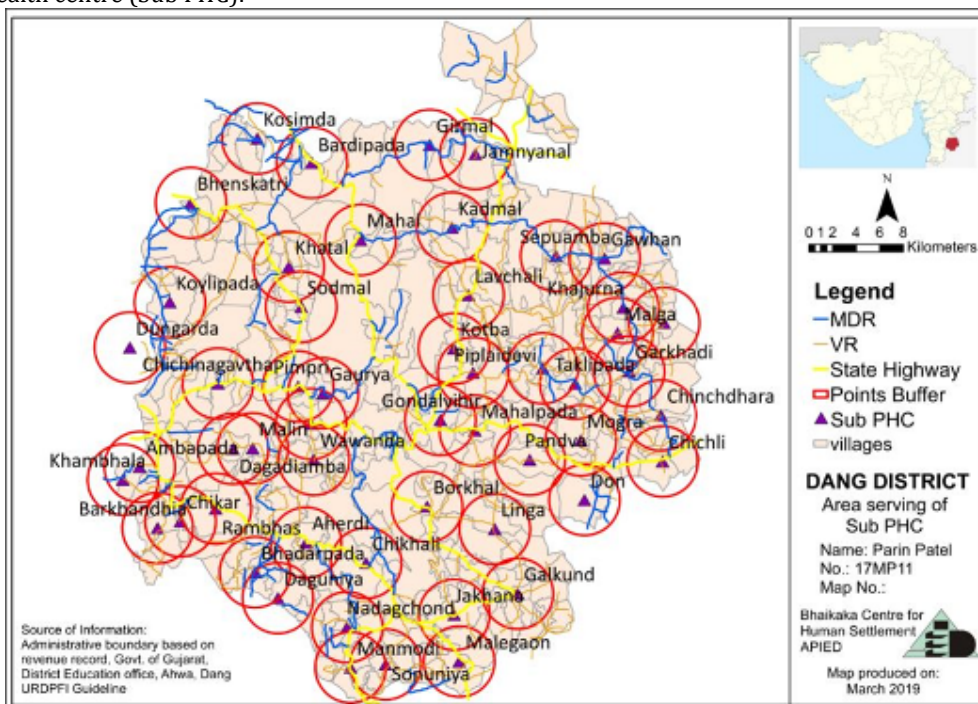 ealth centre (Sub PHC).
Kosimda
Girmal
Bardipada
Jamnyanal
Bhenskatri
Mahal
Kadmal
Sepuamba
Gawhan
Khatal
Lavchali
Koylipada
Sodmal
Khajurna
Malga
Dungarda
Kotba
Garkhadi
Chichinagavtha
Pimpri
Gaurya
Piplaidevi
Taklipada
Gondalvihir
Chinchdhara
Mahalpada
Mogra
Malin
Wawanda
Pandva
Chichli
Ambapada
Khambhala
Dagadiamba
Don
Borkhal
Barkhandhia
Chikar
Linga
Rambhas
Aherdi
Chikhali
Bhadarpada
Galkund
Daguniya
Jakhana
Nadagchond
Manmodi
Malegaon
Sonuniya
Source of Information:
Administrative boundary based on
revenue record, Govt. of Gujarat,
District Education office, Ahwa, Dang
URDPFI Guideline
N
0 1 2 4 6 8
Kilometers
Legend
MDR
VR
State Highway
Points Buffer
Sub PHC
villages
DANG DISTRICT
Area serving of
Sub PHC
Name: Parin Patel
No.: 17MP11
Map No.:
Bhaikaka Centre for
Human Settlement
APIED
Map produced on:
March 2019